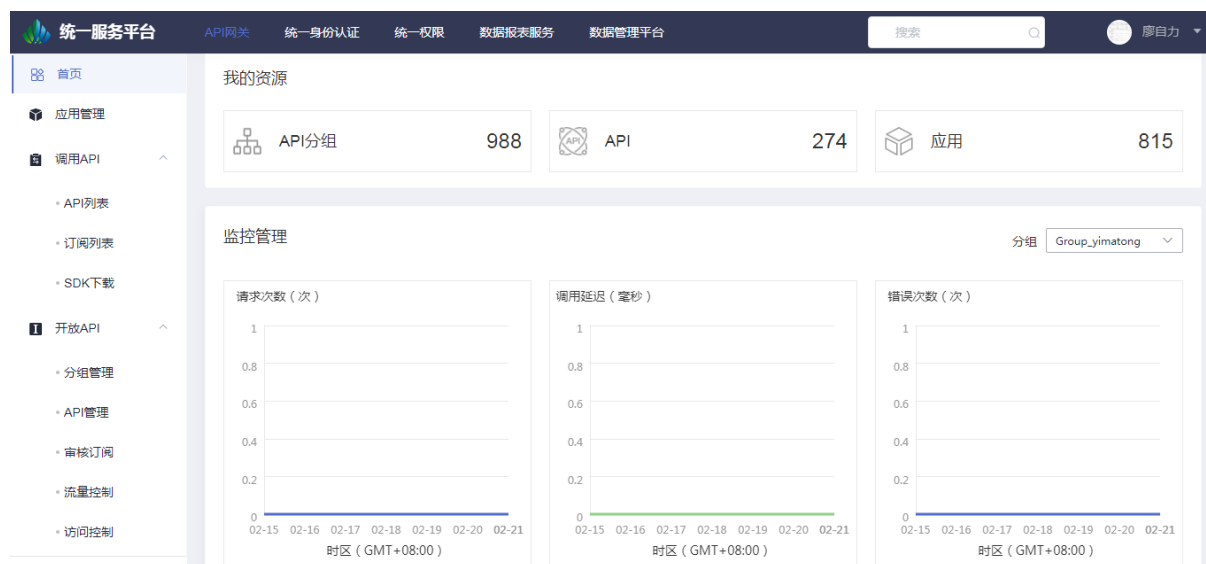 统一服务平台 API网关 统一身份认证 统一权限 数据报表服务 数据管理平台 搜索 廖自力
首页
应用管理
调用API
API列表
订阅列表
SDK下载
开放API
分组管理
API管理
审核订阅
流量控制
访问控制
我的资源
API分组 988 API API 274 应用 815
监控管理 分组 Group_yimatong
请求次数（次）
1
0.8
0.6
0.4
0.2
0
02-15 02-16 02-17 02-18 02-19 02-20 02-21
时区（GMT+08:00）
调用延迟（毫秒）
1
0.8
0.6
0.4
0.2
0
02-15 02-16 02-17 02-18 02-19 02-20 02-21
时区（GMT+08:00）
错误次数（次）
1
0.8
0.6
0.4
0.2
0
02-15 02-16 02-17 02-18 02-19 02-20 02-21
时区（GMT+08:00）